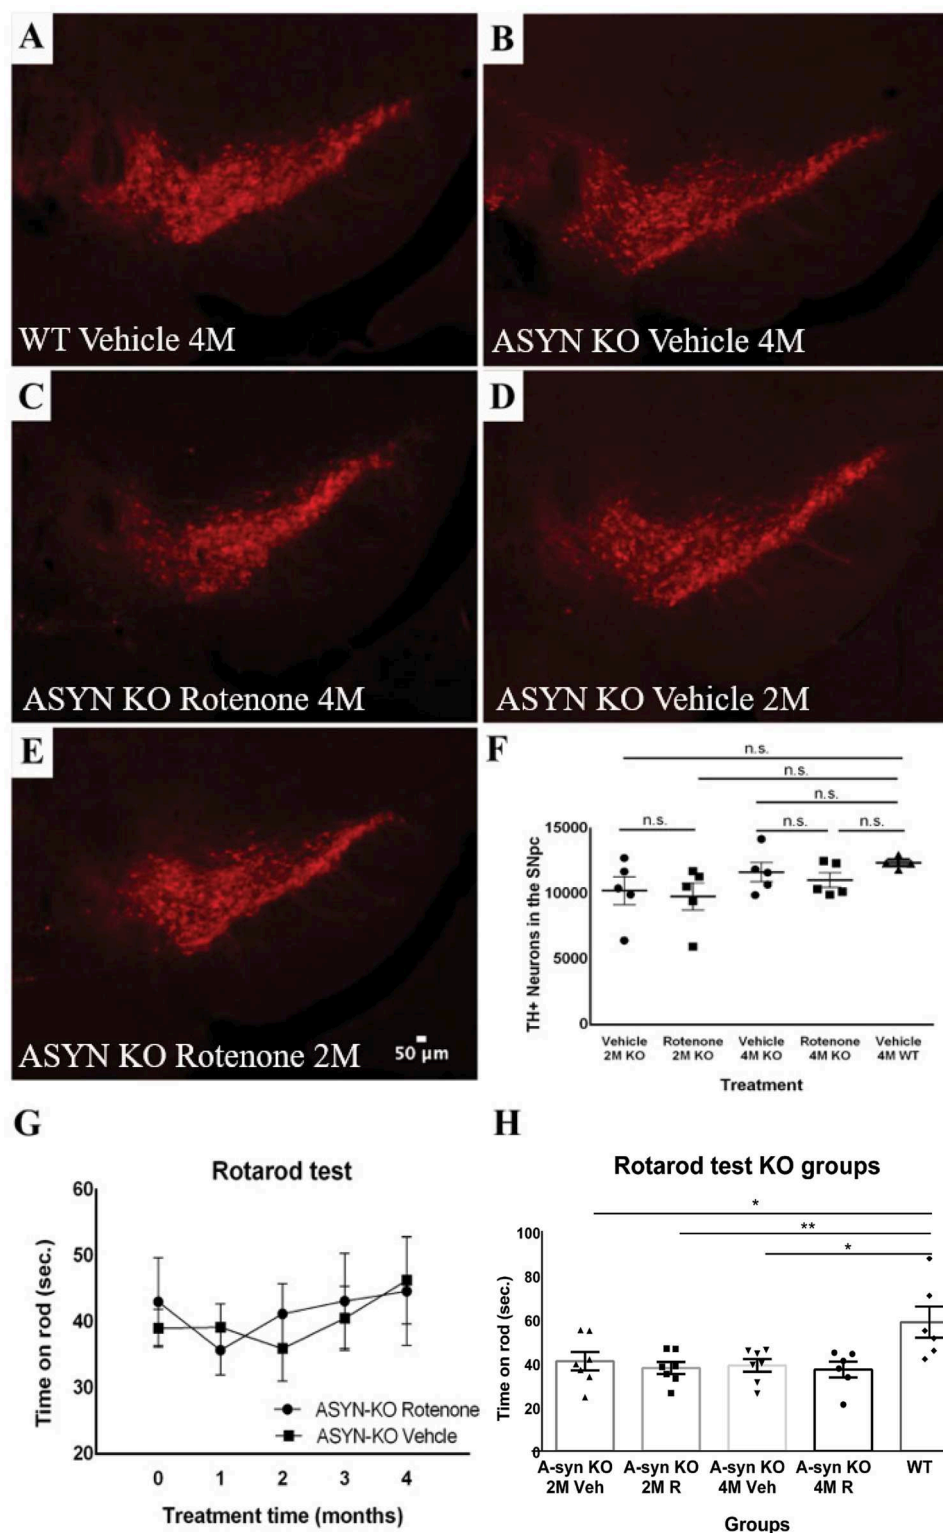 A
WT Vehicle 4M
B
ASYN KO Vehicle 4M
C
ASYN KO Rotenone 4M
D
ASYN KO Vehicle 2M
E
ASYN KO Rotenone 2M
50 µm
F
n.s.
n.s.
n.s.
n.s.
n.s.
n.s.
15000
10000
5000
0
TH+ Neurons in the SNpc
Vehicle
2M KO
Rotenone
2M KO
Vehicle
4M KO
Rotenone
4M KO
Vehicle
4M WT
Treatment
G
Rotarod test
60
50
40
30
20
Time on rod (sec.)
ASYN-KO Rotenone
ASYN-KO Vehcle
0 1 2 3 4
Treatment time (months)
H
Rotarod test KO groups
*
**
*
100
80
60
40
20
0
Time on rod (sec.)
A-syn KO
2M Veh
A-syn KO
2M R
A-syn KO
4M Veh
A-syn KO
4M R
WT
Groups